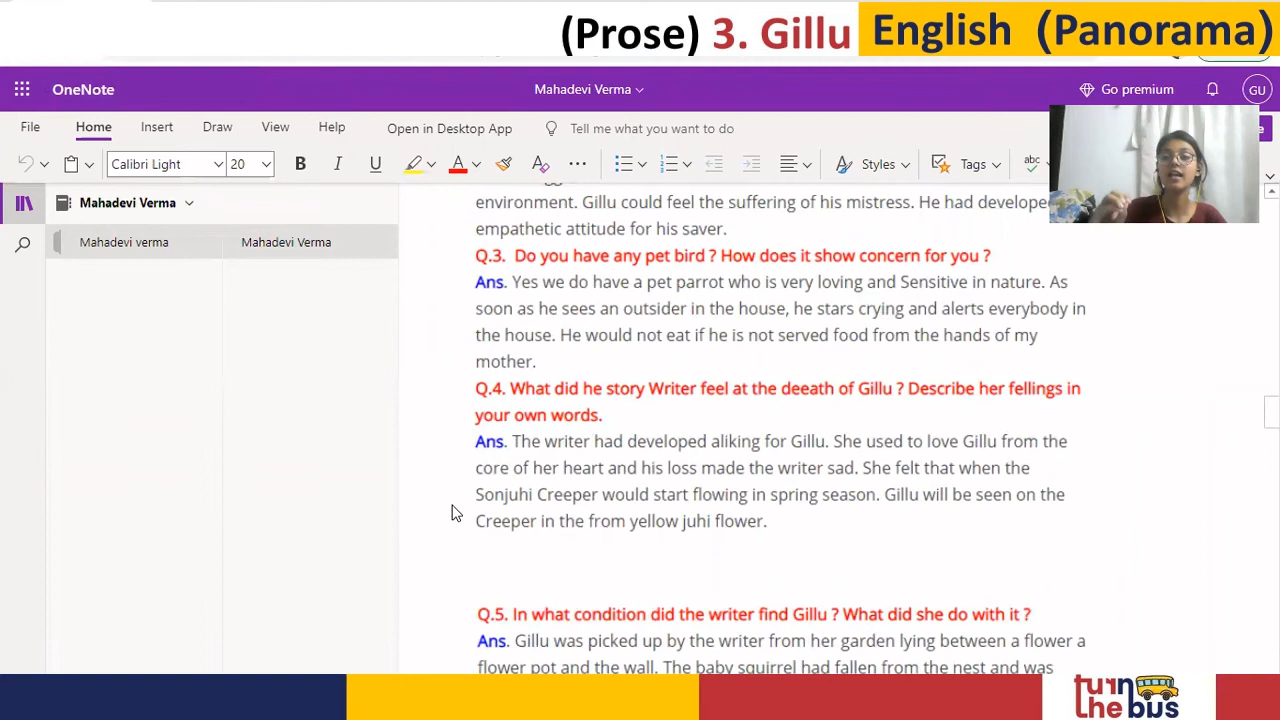 (Prose) 3. Gillu English (Panorama)
OneNote
Mahadevi Verma
Go premium
GU
File Home Insert Draw View Help Open in Desktop App Tell me what you want to do
Calibri Light 20 B I U A Styles Tags abc
Mahadevi Verma
Mahadevi verma Mahadevi Verma
environment. Gillu could feel the suffering of his mistress. He had developed
empathetic attitude for his saver.
Q.3. Do you have any pet bird ? How does it show concern for you ?
Ans. Yes we do have a pet parrot who is very loving and Sensitive in nature. As
soon as he sees an outsider in the house, he stars crying and alerts everybody in
the house. He would not eat if he is not served food from the hands of my
mother.
Q.4. What did he story Writer feel at the deeath of Gillu ? Describe her fellings in
your own words.
Ans. The writer had developed aliking for Gillu. She used to love Gillu from the
core of her heart and his loss made the writer sad. She felt that when the
Sonjuhi Creeper would start flowing in spring season. Gillu will be seen on the
Creeper in the from yellow juhi flower.
Q.5. In what condition did the writer find Gillu ? What did she do with it ?
Ans. Gillu was picked up by the writer from her garden lying between a flower a
flower pot and the wall. The baby squirrel had fallen from the nest and was
turn
the bus